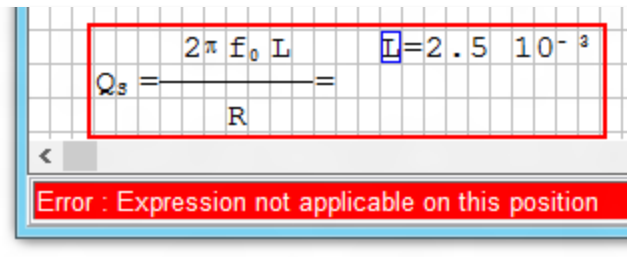 2π f₀ L L=2.5 10⁻³
Qₛ = =
R
Error : Expression not applicable on this position